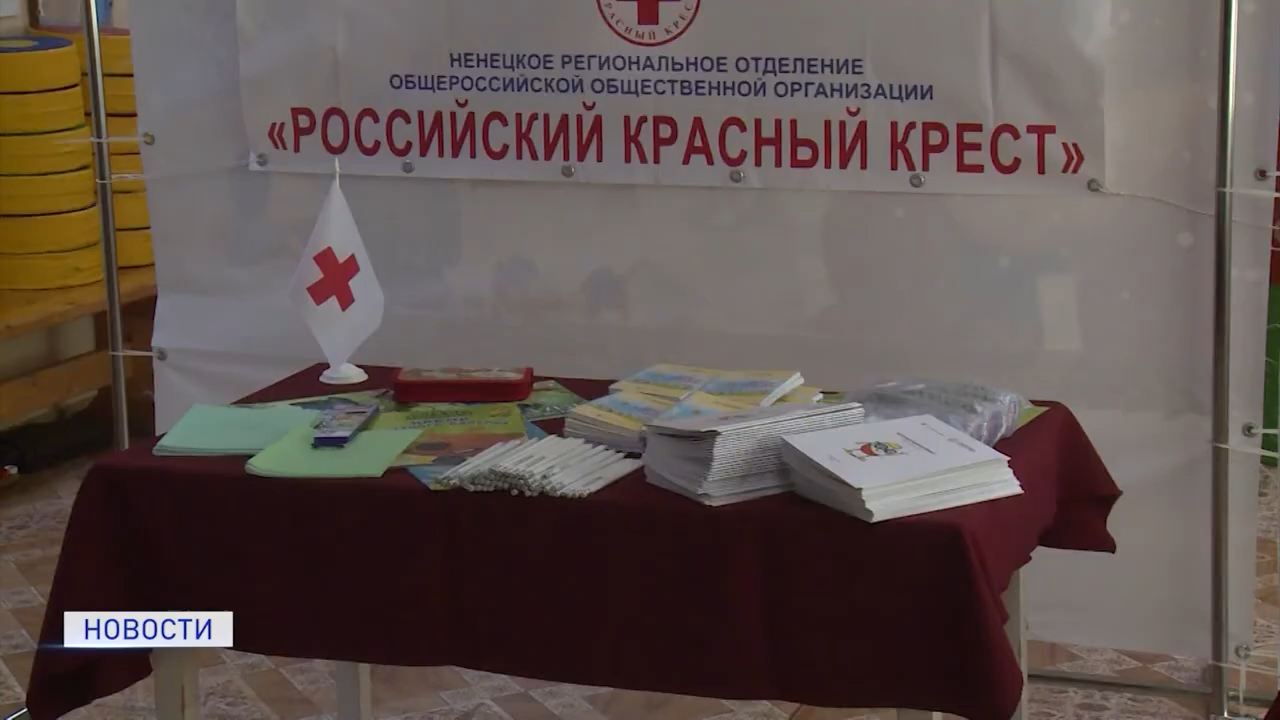 КРАСНЫЙ КРЕСТ
НЕНЕЦКОЕ РЕГИОНАЛЬНОЕ ОТДЕЛЕНИЕ
ОБЩЕРОССИЙСКОЙ ОБЩЕСТВЕННОЙ ОРГАНИЗАЦИИ
«РОССИЙСКИЙ КРАСНЫЙ КРЕСТ»
НОВОСТИ